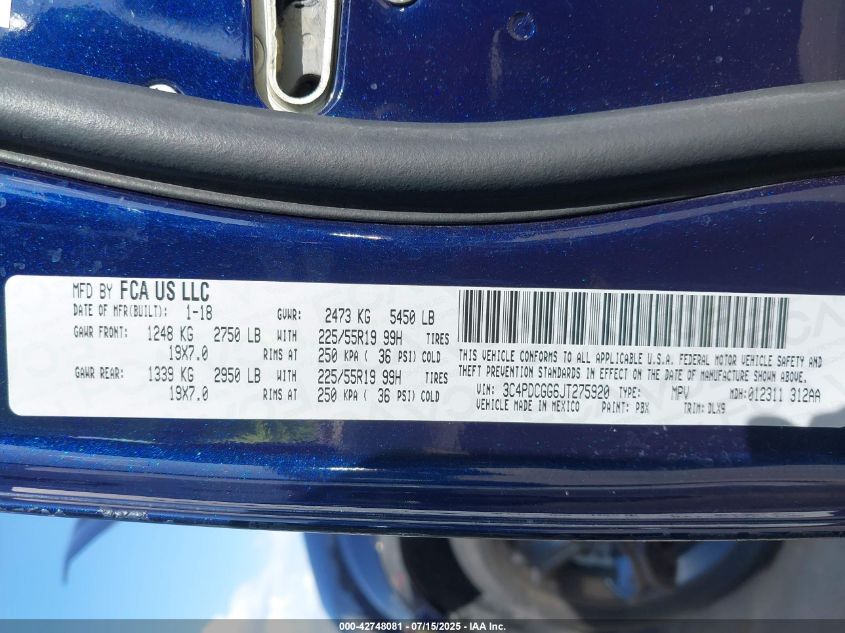 MFD BY FCA US LLC
DATE OF MFR(BUILT): 1-18 GVWR: 2473 KG 5450 LB
GAWR FRONT: 1248 KG 2750 LB WITH 225/55R19 99H TIRES
19X7.0 RIMS AT 250 KPA ( 36 PSI) COLD
GAWR REAR: 1339 KG 2950 LB WITH 225/55R19 99H TIRES
19X7.0 RIMS AT 250 KPA ( 36 PSI) COLD
THIS VEHICLE CONFORMS TO ALL APPLICABLE U.S.A. FEDERAL MOTOR VEHICLE SAFETY AND
THEFT PREVENTION STANDARDS IN EFFECT ON THE DATE OF MANUFACTURE SHOWN ABOVE.
VIN: 3C4PDCGG6JT275920 TYPE: MPV MDH:012311 312AA
VEHICLE MADE IN MEXICO PAINT: PBX TRIM: DLX9
000-42748081 - 07/15/2025 - IAA Inc.